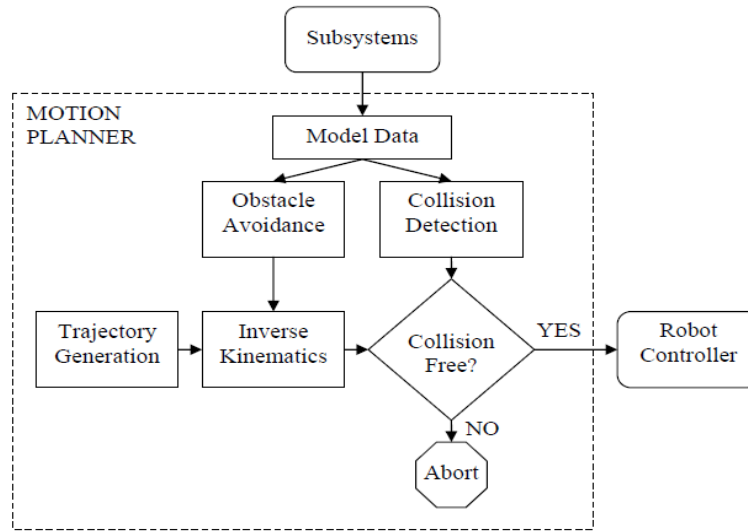 Subsystems
MOTION
PLANNER
Model Data
Obstacle
Avoidance
Collision
Detection
Trajectory
Generation
Inverse
Kinematics
Collision
Free?
YES
Robot
Controller
NO
Abort